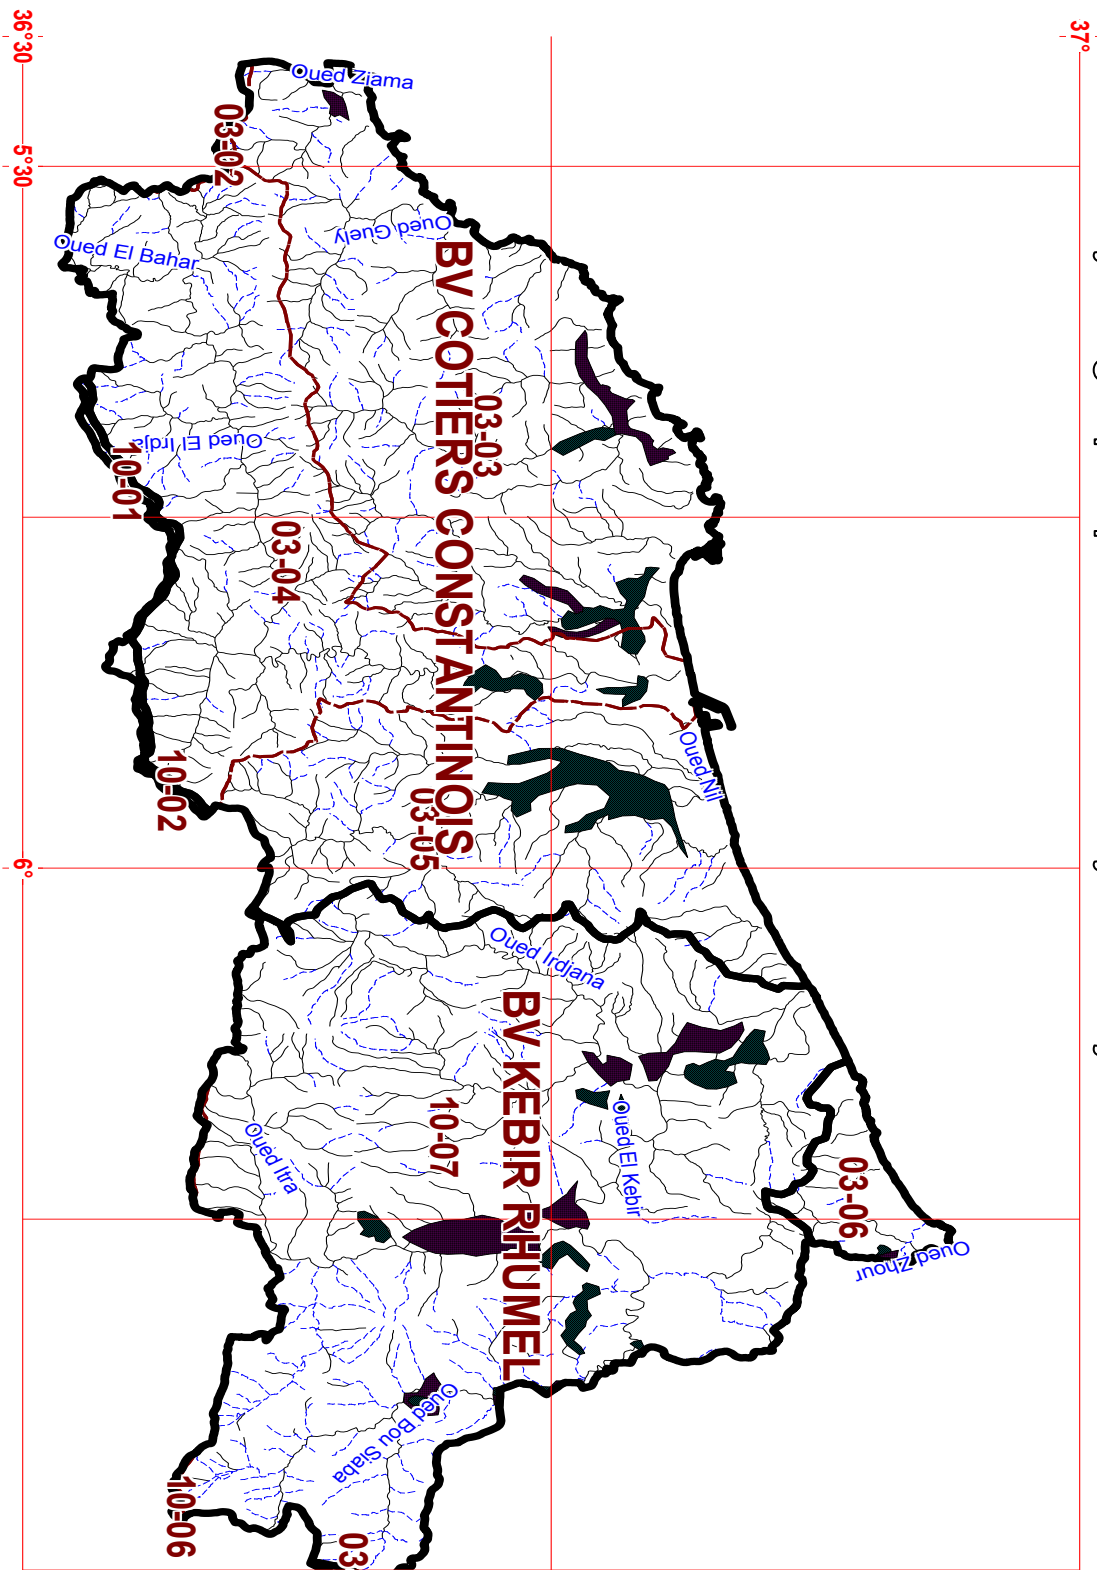 36°30
37°
5°30
6°
Oued Ziama
03-02
Oued Guely
Oued El Bahar
BV COTIERS CONSTANTINOIS
03-03
Oued El Irdja
10-01
03-04
Oued Nil
10-02
03-05
Oued Irdjana
BV KEBIR RHUMEL
10-07
Oued El Kebir
Oued Itra
03-06
Oued Zhour
Oued Bou Siaba
10-06
03